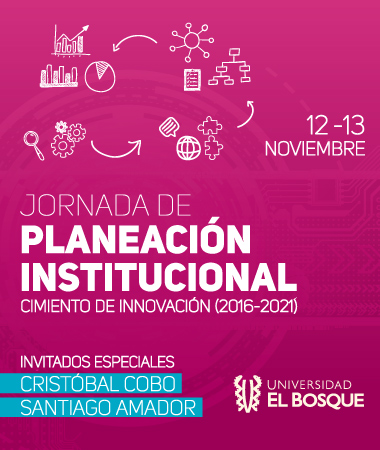 12 -13
NOVIEMBRE
JORNADA DE
PLANEACIÓN
INSTITUCIONAL
CIMIENTO DE INNOVACIÓN (2016-2021)
INVITADOS ESPECIALES
CRISTÓBAL COBO
SANTIAGO AMADOR
UNIVERSIDAD
EL BOSQUE